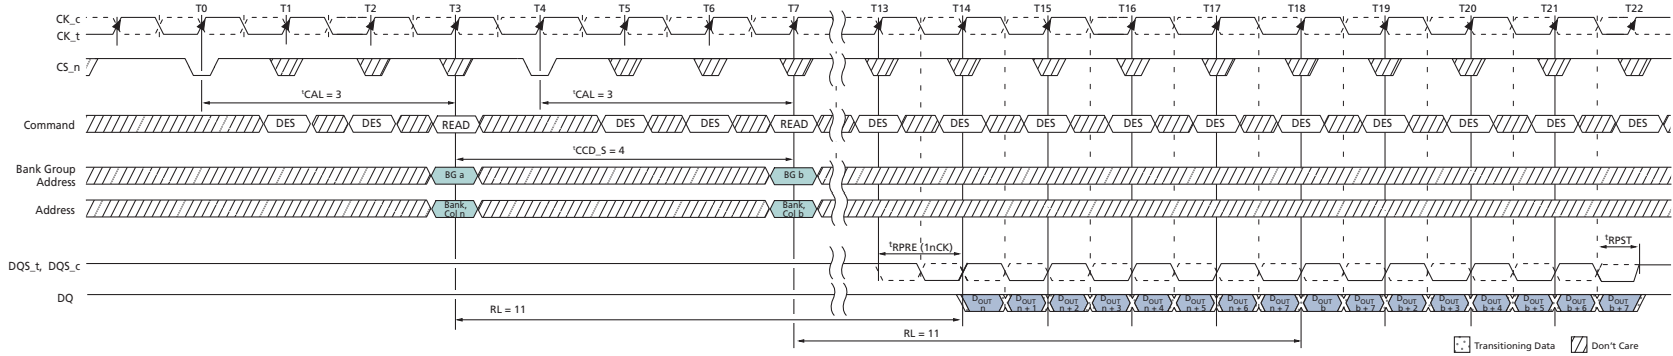 T0 T1 T2 T3 T4 T5 T6 T7 T13 T14 T15 T16 T17 T18 T19 T20 T21 T22
CK_c
CK_t
CS_n
tCAL = 3 tCAL = 3
Command DES DES READ DES DES READ DES DES DES DES DES DES DES DES DES DES
tCCD_S = 4
Bank Group
Address BG a BG b
Address Bank, Col n Bank, Col b
tRPRE (1nCK) tRPST
DQS_t, DQS_c
DQ DOUT n DOUT n + 1 DOUT n + 2 DOUT n + 3 DOUT n + 4 DOUT n + 5 DOUT n + 6 DOUT n + 7 DOUT b DOUT b + 7 DOUT b + 2 DOUT b + 3 DOUT b + 4 DOUT b + 5 DOUT b + 6 DOUT b + 7
RL = 11
RL = 11
Transitioning Data Don't Care